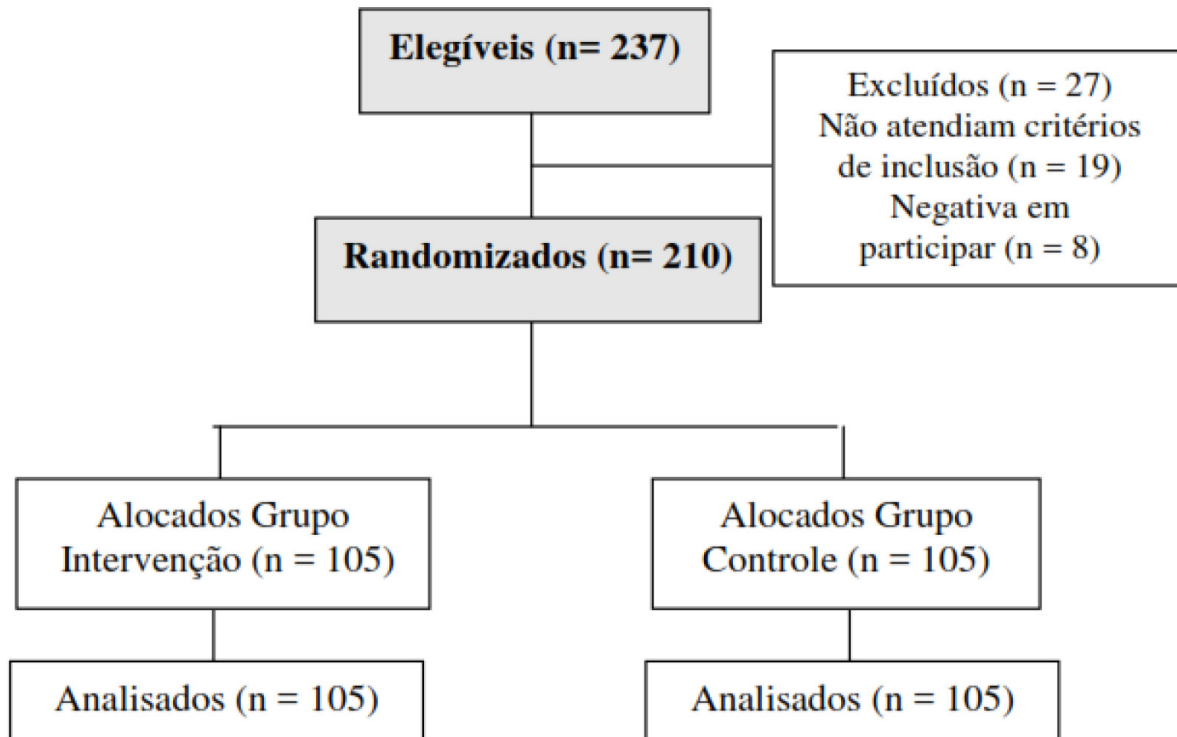 Elegíveis (n= 237)
Excluídos (n = 27)
Não atendiam critérios
de inclusão (n = 19)
Negativa em
participar (n = 8)
Randomizados (n= 210)
Alocados Grupo
Intervenção (n = 105)
Alocados Grupo
Controle (n = 105)
Analisados (n = 105)
Analisados (n = 105)